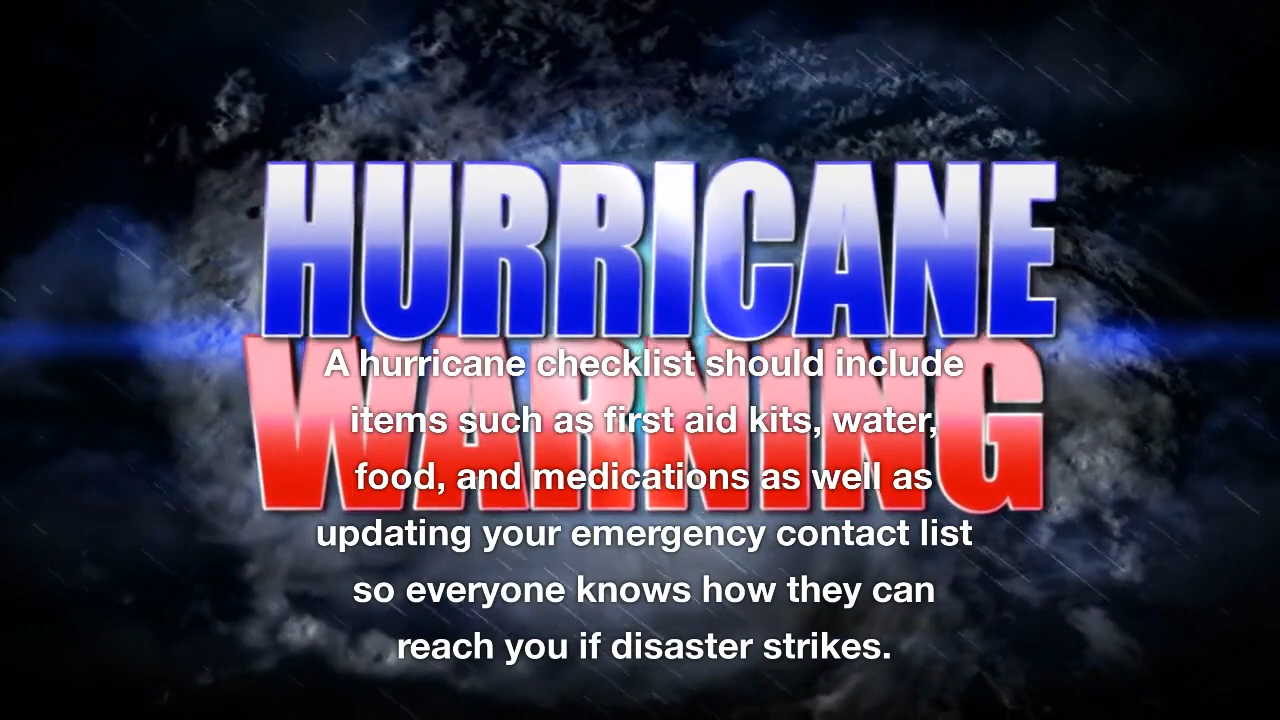 HURRICANE
WARNING
A hurricane checklist should include
items such as first aid kits, water,
food, and medications as well as
updating your emergency contact list
so everyone knows how they can
reach you if disaster strikes.